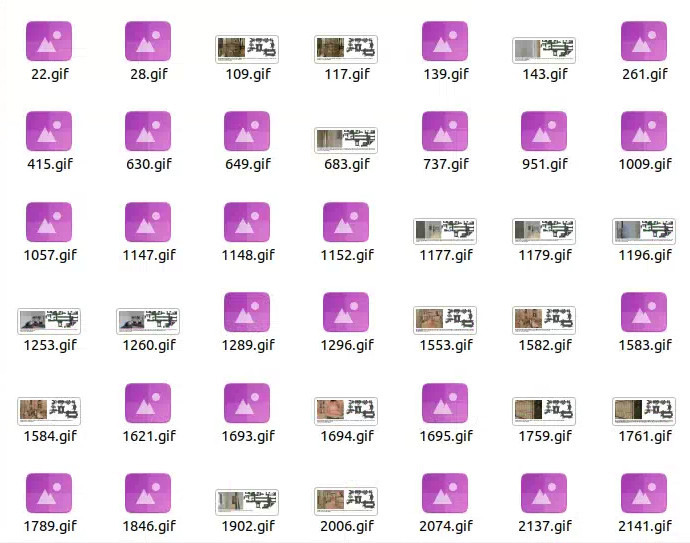 22.gif 28.gif 109.gif 117.gif 139.gif 143.gif 261.gif
415.gif 630.gif 649.gif 683.gif 737.gif 951.gif 1009.gif
1057.gif 1147.gif 1148.gif 1152.gif 1177.gif 1179.gif 1196.gif
1253.gif 1260.gif 1289.gif 1296.gif 1553.gif 1582.gif 1583.gif
1584.gif 1621.gif 1693.gif 1694.gif 1695.gif 1759.gif 1761.gif
1789.gif 1846.gif 1902.gif 2006.gif 2074.gif 2137.gif 2141.gif